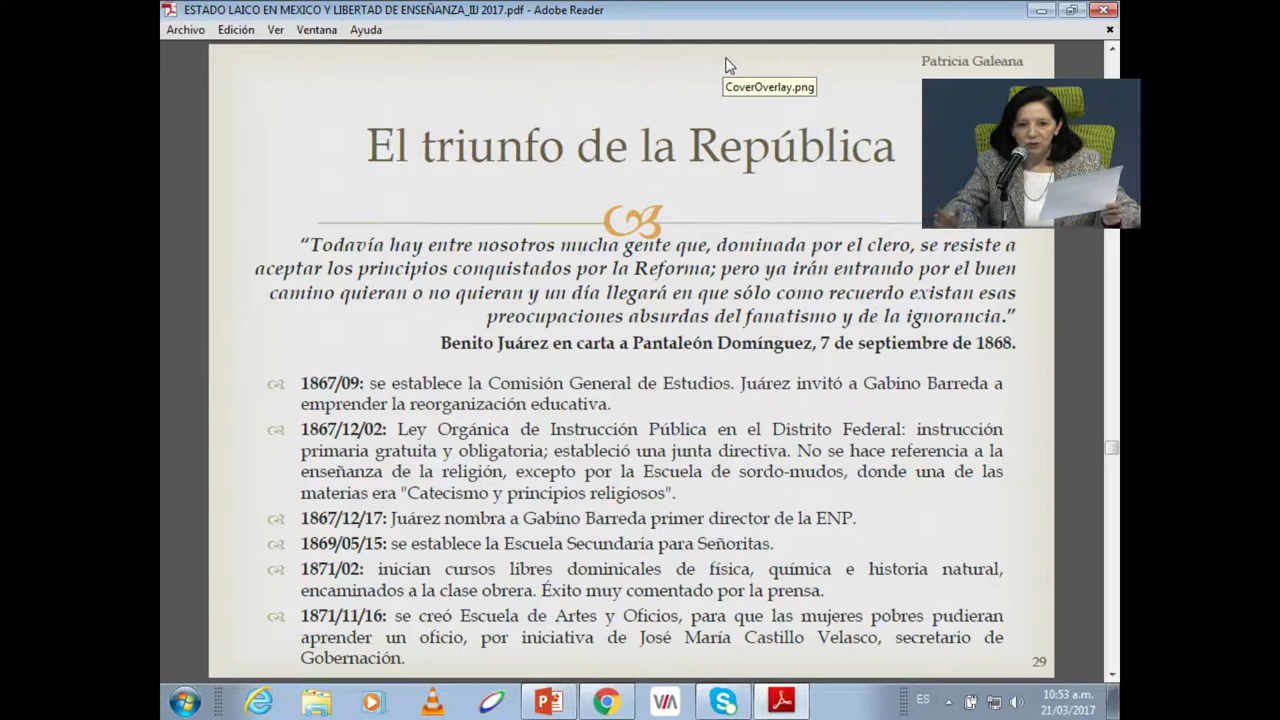 ESTADO LAICO EN MEXICO Y LIBERTAD DE ENSEÑANZA_IIJ 2017.pdf - Adobe Reader
Archivo Edición Ver Ventana Ayuda
Patricia Galeana
CoverOverlay.png
El triunfo de la República
“Todavía hay entre nosotros mucha gente que, dominada por el clero, se resiste a
aceptar los principios conquistados por la Reforma; pero ya irán entrando por el buen
camino quieran o no quieran y un día llegará en que sólo como recuerdo existan esas
preocupaciones absurdas del fanatismo y de la ignorancia.”
Benito Juárez en carta a Pantaleón Domínguez, 7 de septiembre de 1868.
1867/09: se establece la Comisión General de Estudios. Juárez invitó a Gabino Barreda a
emprender la reorganización educativa.
1867/12/02: Ley Orgánica de Instrucción Pública en el Distrito Federal: instrucción
primaria gratuita y obligatoria; estableció una junta directiva. No se hace referencia a la
enseñanza de la religión, excepto por la Escuela de sordo-mudos, donde una de las
materias era "Catecismo y principios religiosos".
1867/12/17: Juárez nombra a Gabino Barreda primer director de la ENP.
1869/05/15: se establece la Escuela Secundaria para Señoritas.
1871/02: inician cursos libres dominicales de física, química e historia natural,
encaminados a la clase obrera. Éxito muy comentado por la prensa.
1871/11/16: se creó Escuela de Artes y Oficios, para que las mujeres pobres pudieran
aprender un oficio, por iniciativa de José María Castillo Velasco, secretario de
Gobernación.
29
VIA
ES
10:53 a.m.
21/03/2017